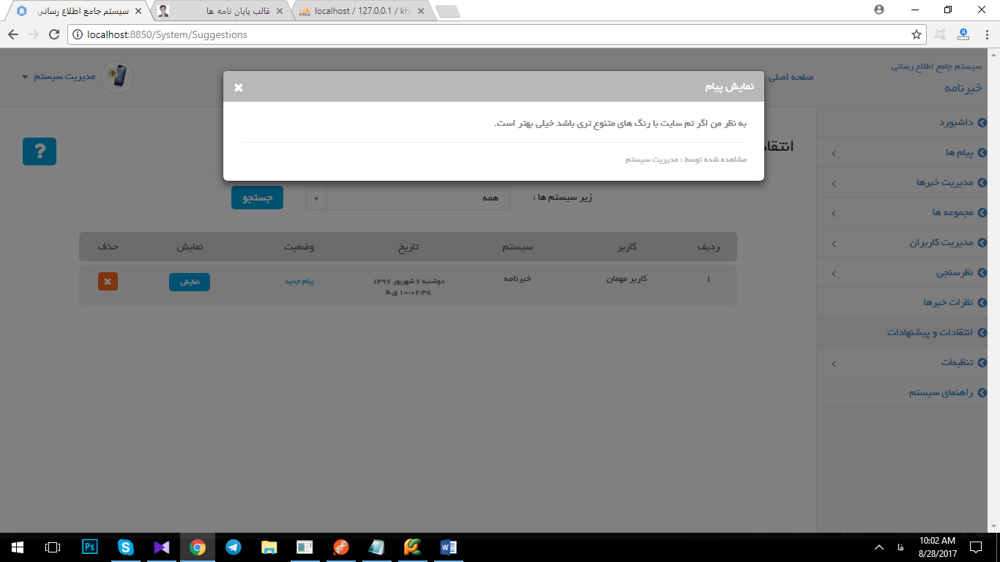 سیستم جامع اطلاع رسانی
قالب پایان نامه ها
localhost / 127.0.0.1 / kh
localhost:8850/System/Suggestions
سیستم جامع اطلاع رسانی
خبرنامه
صفحه اصلی
مدیریت سیستم
نمایش پیام
به نظر من اگر تم سایت با رنگ های متنوع تری باشد خیلی بهتر است.
مشاهده شده توسط : مدیریت سیستم
داشبورد
پیام ها
مدیریت خبرها
مجموعه ها
مدیریت کاربران
نظرسنجی
نظرات خبرها
انتقادات و پیشنهادات
تنظیمات
راهنمای سیستم
انتقاد
?
زیر سیستم ها :
همه
جستجو
ردیف کاربر سیستم تاریخ وضعیت نمایش حذف
۱ کاربر مهمان خبرنامه دوشنبه ۶ شهریور ۱۳۹۶ پیام جدید نمایش
۱۰:۰۲:۳۸ ق.ظ
فا
10:02 AM
8/28/2017